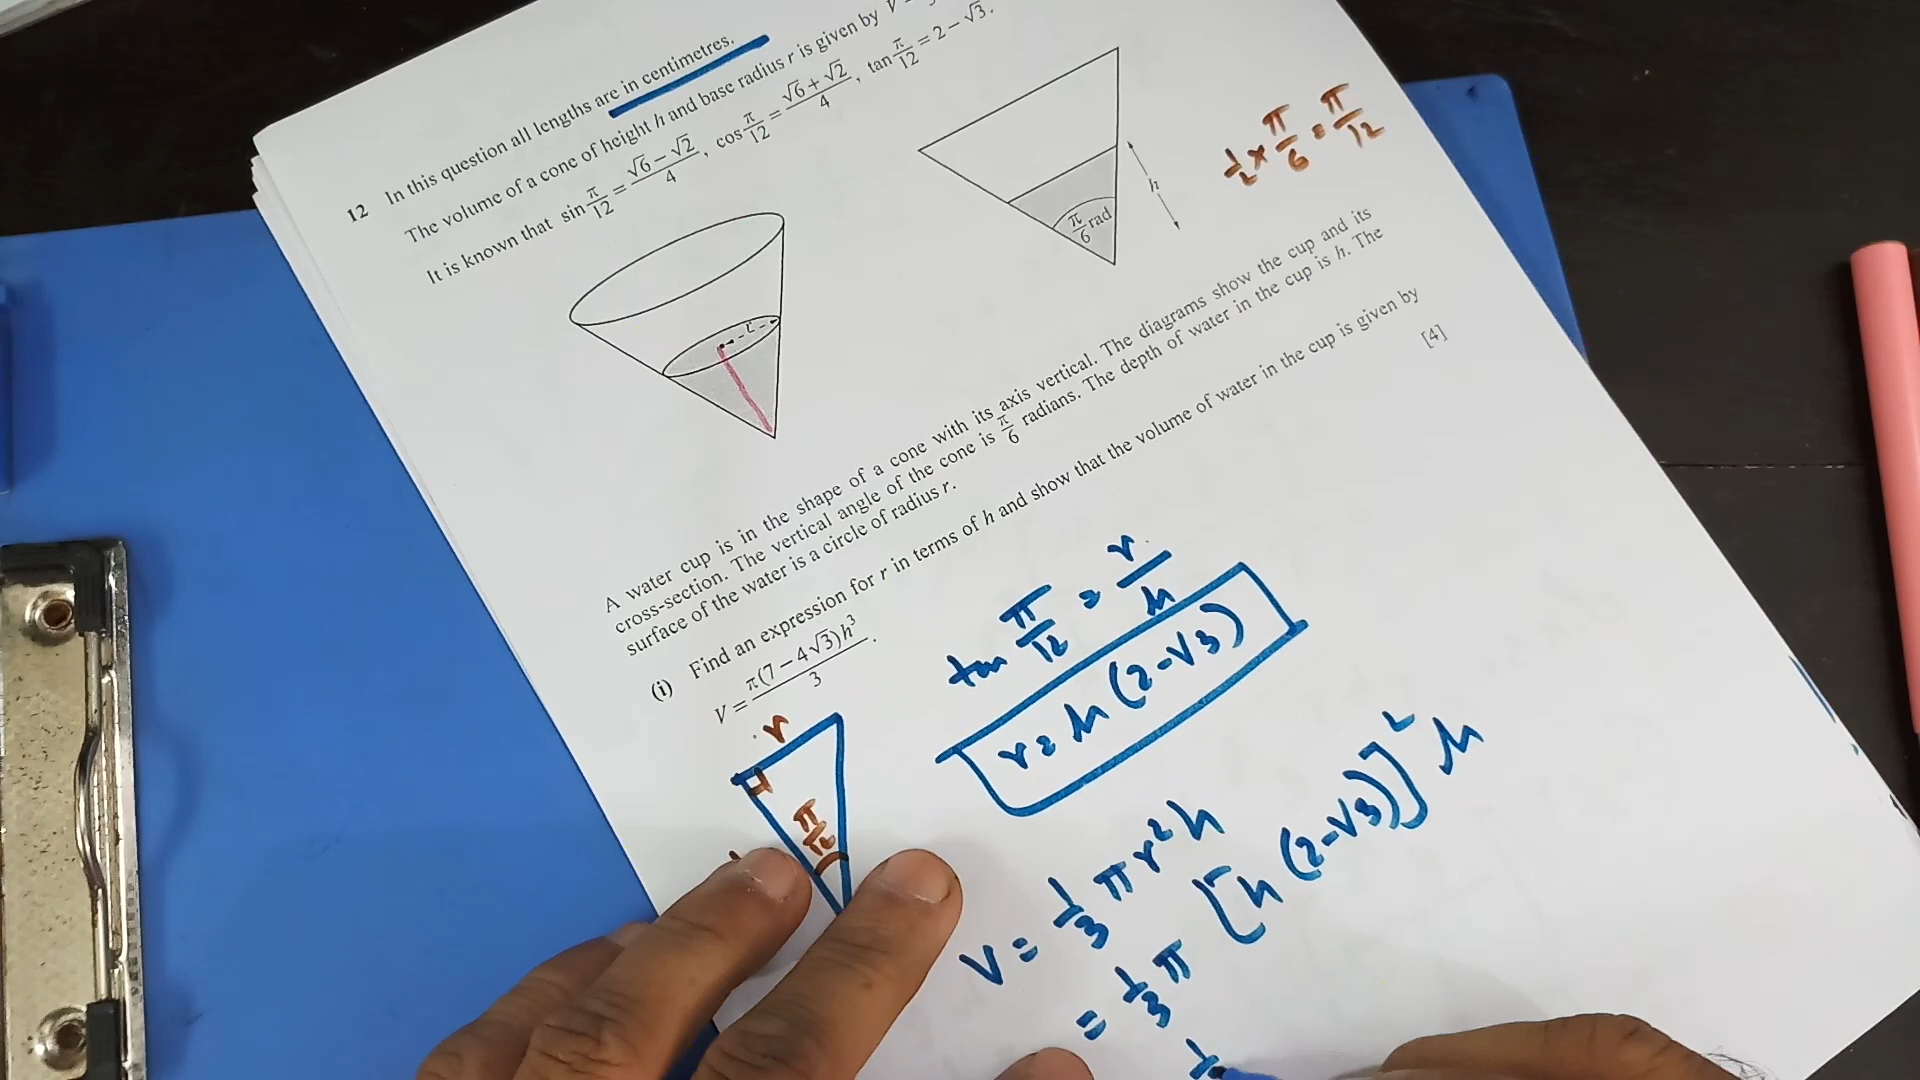 12 In this question all lengths are in centimetres.
The volume of a cone of height h and base radius r is given by V =
It is known that sin π/12 = (√6 − √2)/4, cos π/12 = (√6 + √2)/4, tan π/12 = 2 − √3.
r
π/6 rad
h
1/2 × π/6 = π/12
A water cup is in the shape of a cone with its axis vertical. The diagrams show the cup and its
cross-section. The vertical angle of the cone is π/6 radians. The depth of water in the cup is h. The
surface of the water is a circle of radius r.
(i) Find an expression for r in terms of h and show that the volume of water in the cup is given by
V = π(7 − 4√3)h³/3. [4]
r
π/12
tan π/12 = r/h
r = h (2-√3)
V = 1/3 π r² h
= 1/3 π [h (2-√3)]² h